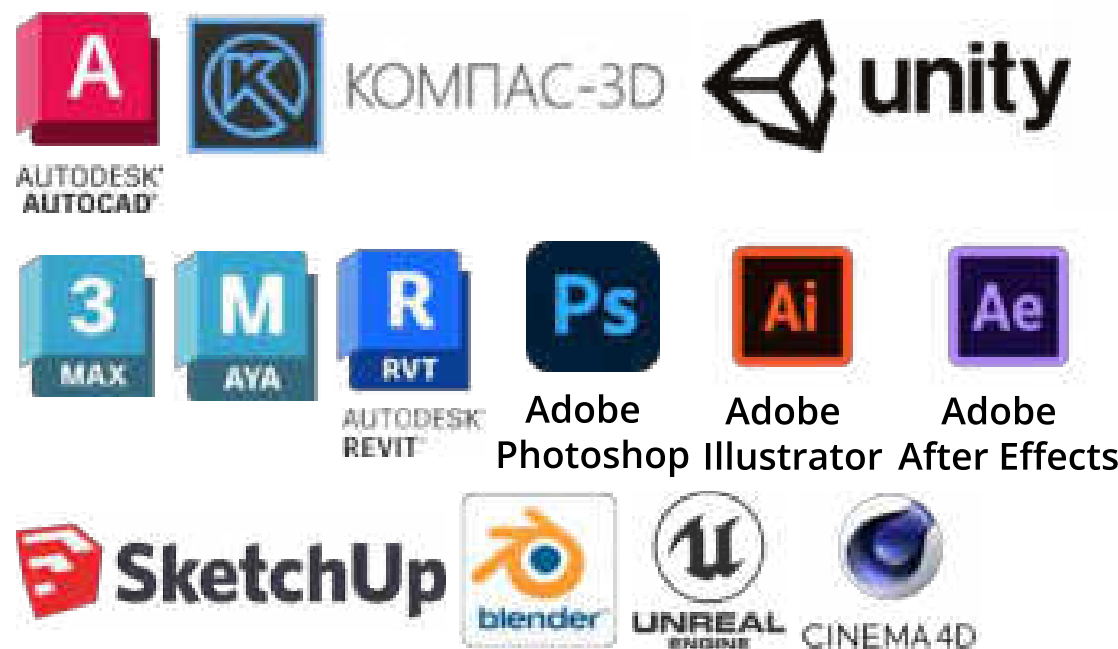 A
AUTODESK®
AUTOCAD®
КОМПАС-3D
unity
3
MAX
M
AYA
R
RVT
AUTODESK®
REVIT®
Ps
Adobe
Photoshop
Ai
Adobe
Illustrator
Ae
Adobe
After Effects
SketchUp
blender
UNREAL
ENGINE
CINEMA 4D